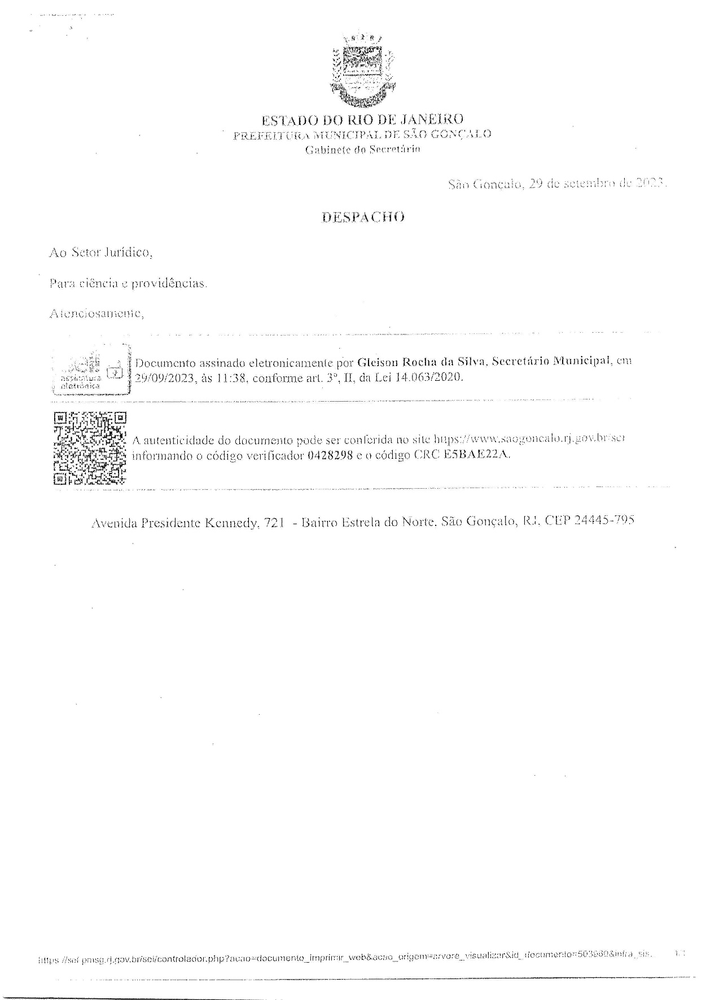 ESTADO DO RIO DE JANEIRO
PREFEITURA MUNICIPAL DE SÃO GONÇALO
Gabinete do Secretário
São Gonçalo, 29 de setembro de 2023.
DESPACHO
Ao Setor Jurídico,
Para ciência e providências.
Atenciosamente,
assinatura
eletrônica
Documento assinado eletronicamente por Gleison Rocha da Silva, Secretário Municipal, em
29/09/2023, às 11:38, conforme art. 3º, II, da Lei 14.063/2020.
A autenticidade do documento pode ser conferida no site https://www.saogoncalo.rj.gov.br/sei
informando o código verificador 0428298 e o código CRC E5BAE22A.
Avenida Presidente Kennedy, 721 - Bairro Estrela do Norte, São Gonçalo, RJ, CEP 24445-795
https://sei.pmsg.rj.gov.br/sei/controlador.php?acao=documento_imprimir_web&acao_origem=arvore_visualizar&id_documento= 1/1